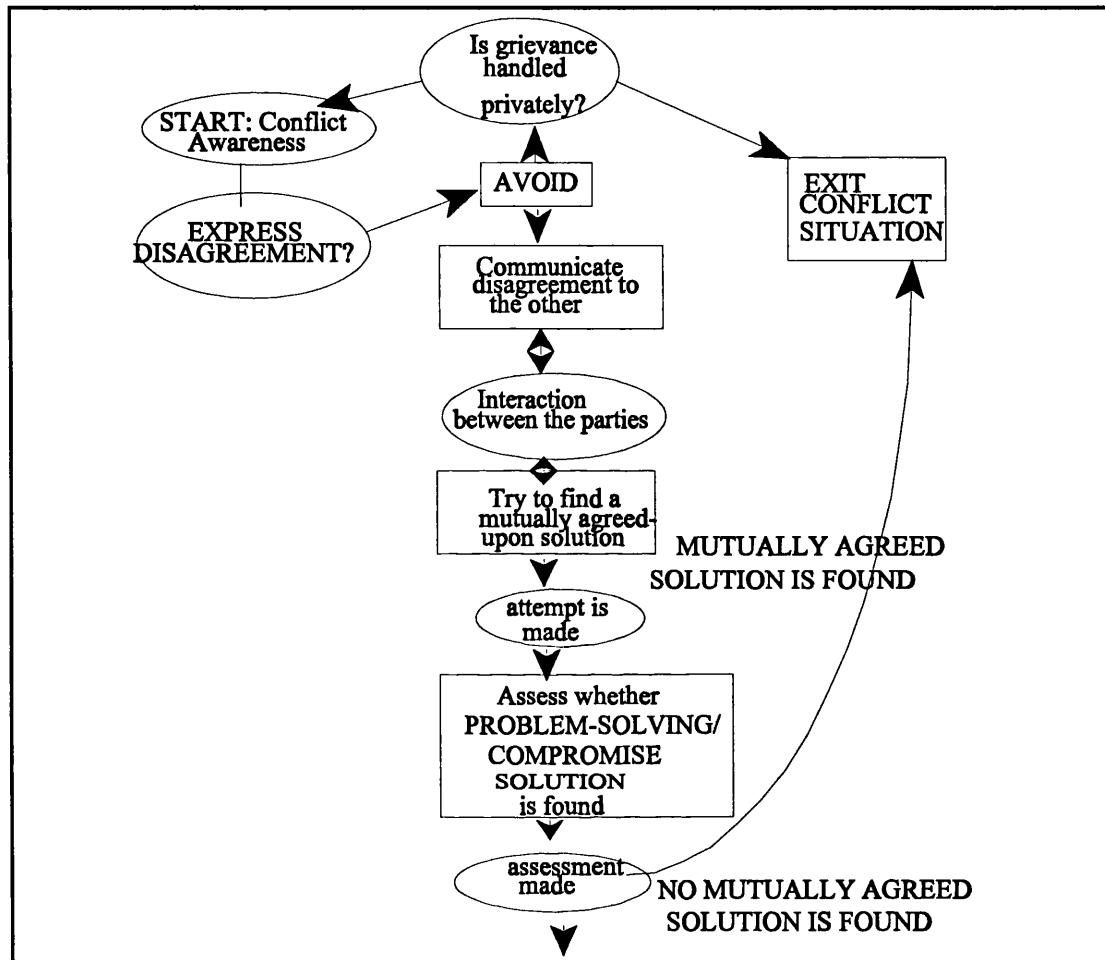 Is grievance
handled
privately?
START: Conflict
Awareness
AVOID
EXIT
CONFLICT
SITUATION
EXPRESS
DISAGREEMENT?
Communicate
disagreement to
the other
Interaction
between the parties
Try to find a
mutually agreed-
upon solution
MUTUALLY AGREED
SOLUTION IS FOUND
attempt is
made
Assess whether
PROBLEM-SOLVING/
COMPROMISE
SOLUTION
is found
assessment
made
NO MUTUALLY AGREED
SOLUTION IS FOUND